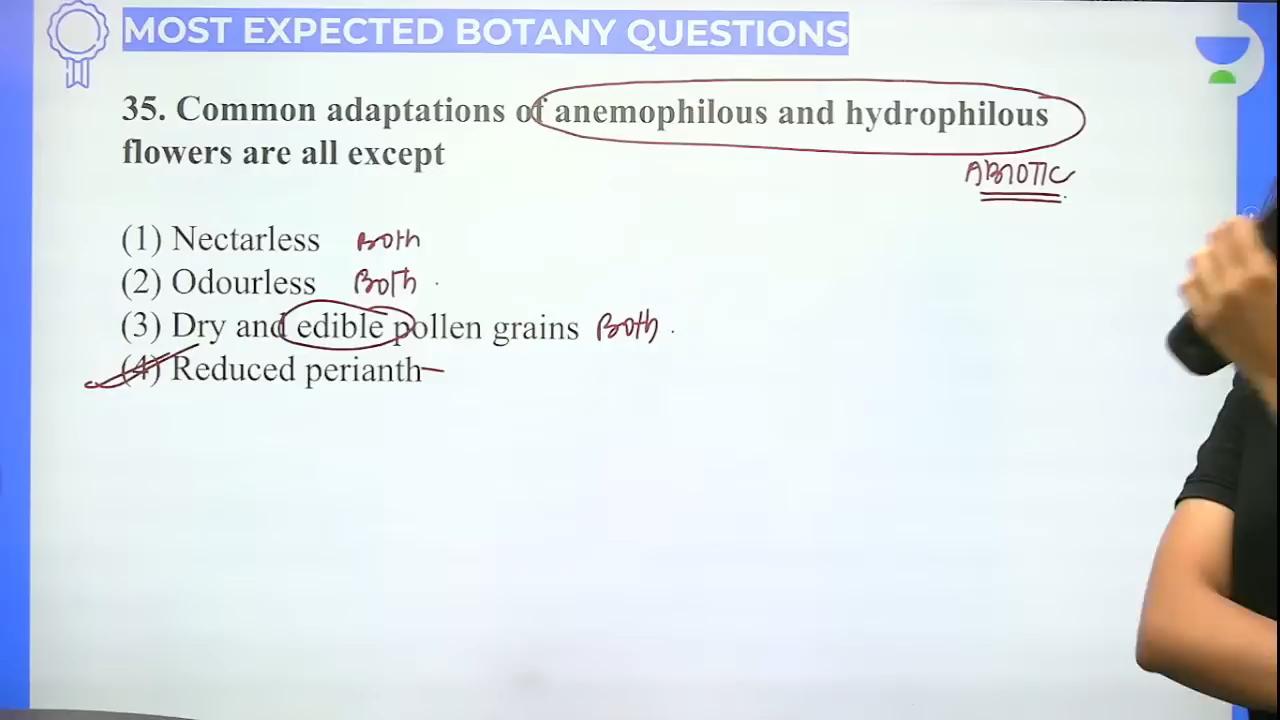 MOST EXPECTED BOTANY QUESTIONS
35. Common adaptations of anemophilous and hydrophilous
flowers are all except
ABIOTIC
(1) Nectarless Both
(2) Odourless Both
(3) Dry and edible pollen grains Both
(4) Reduced perianth